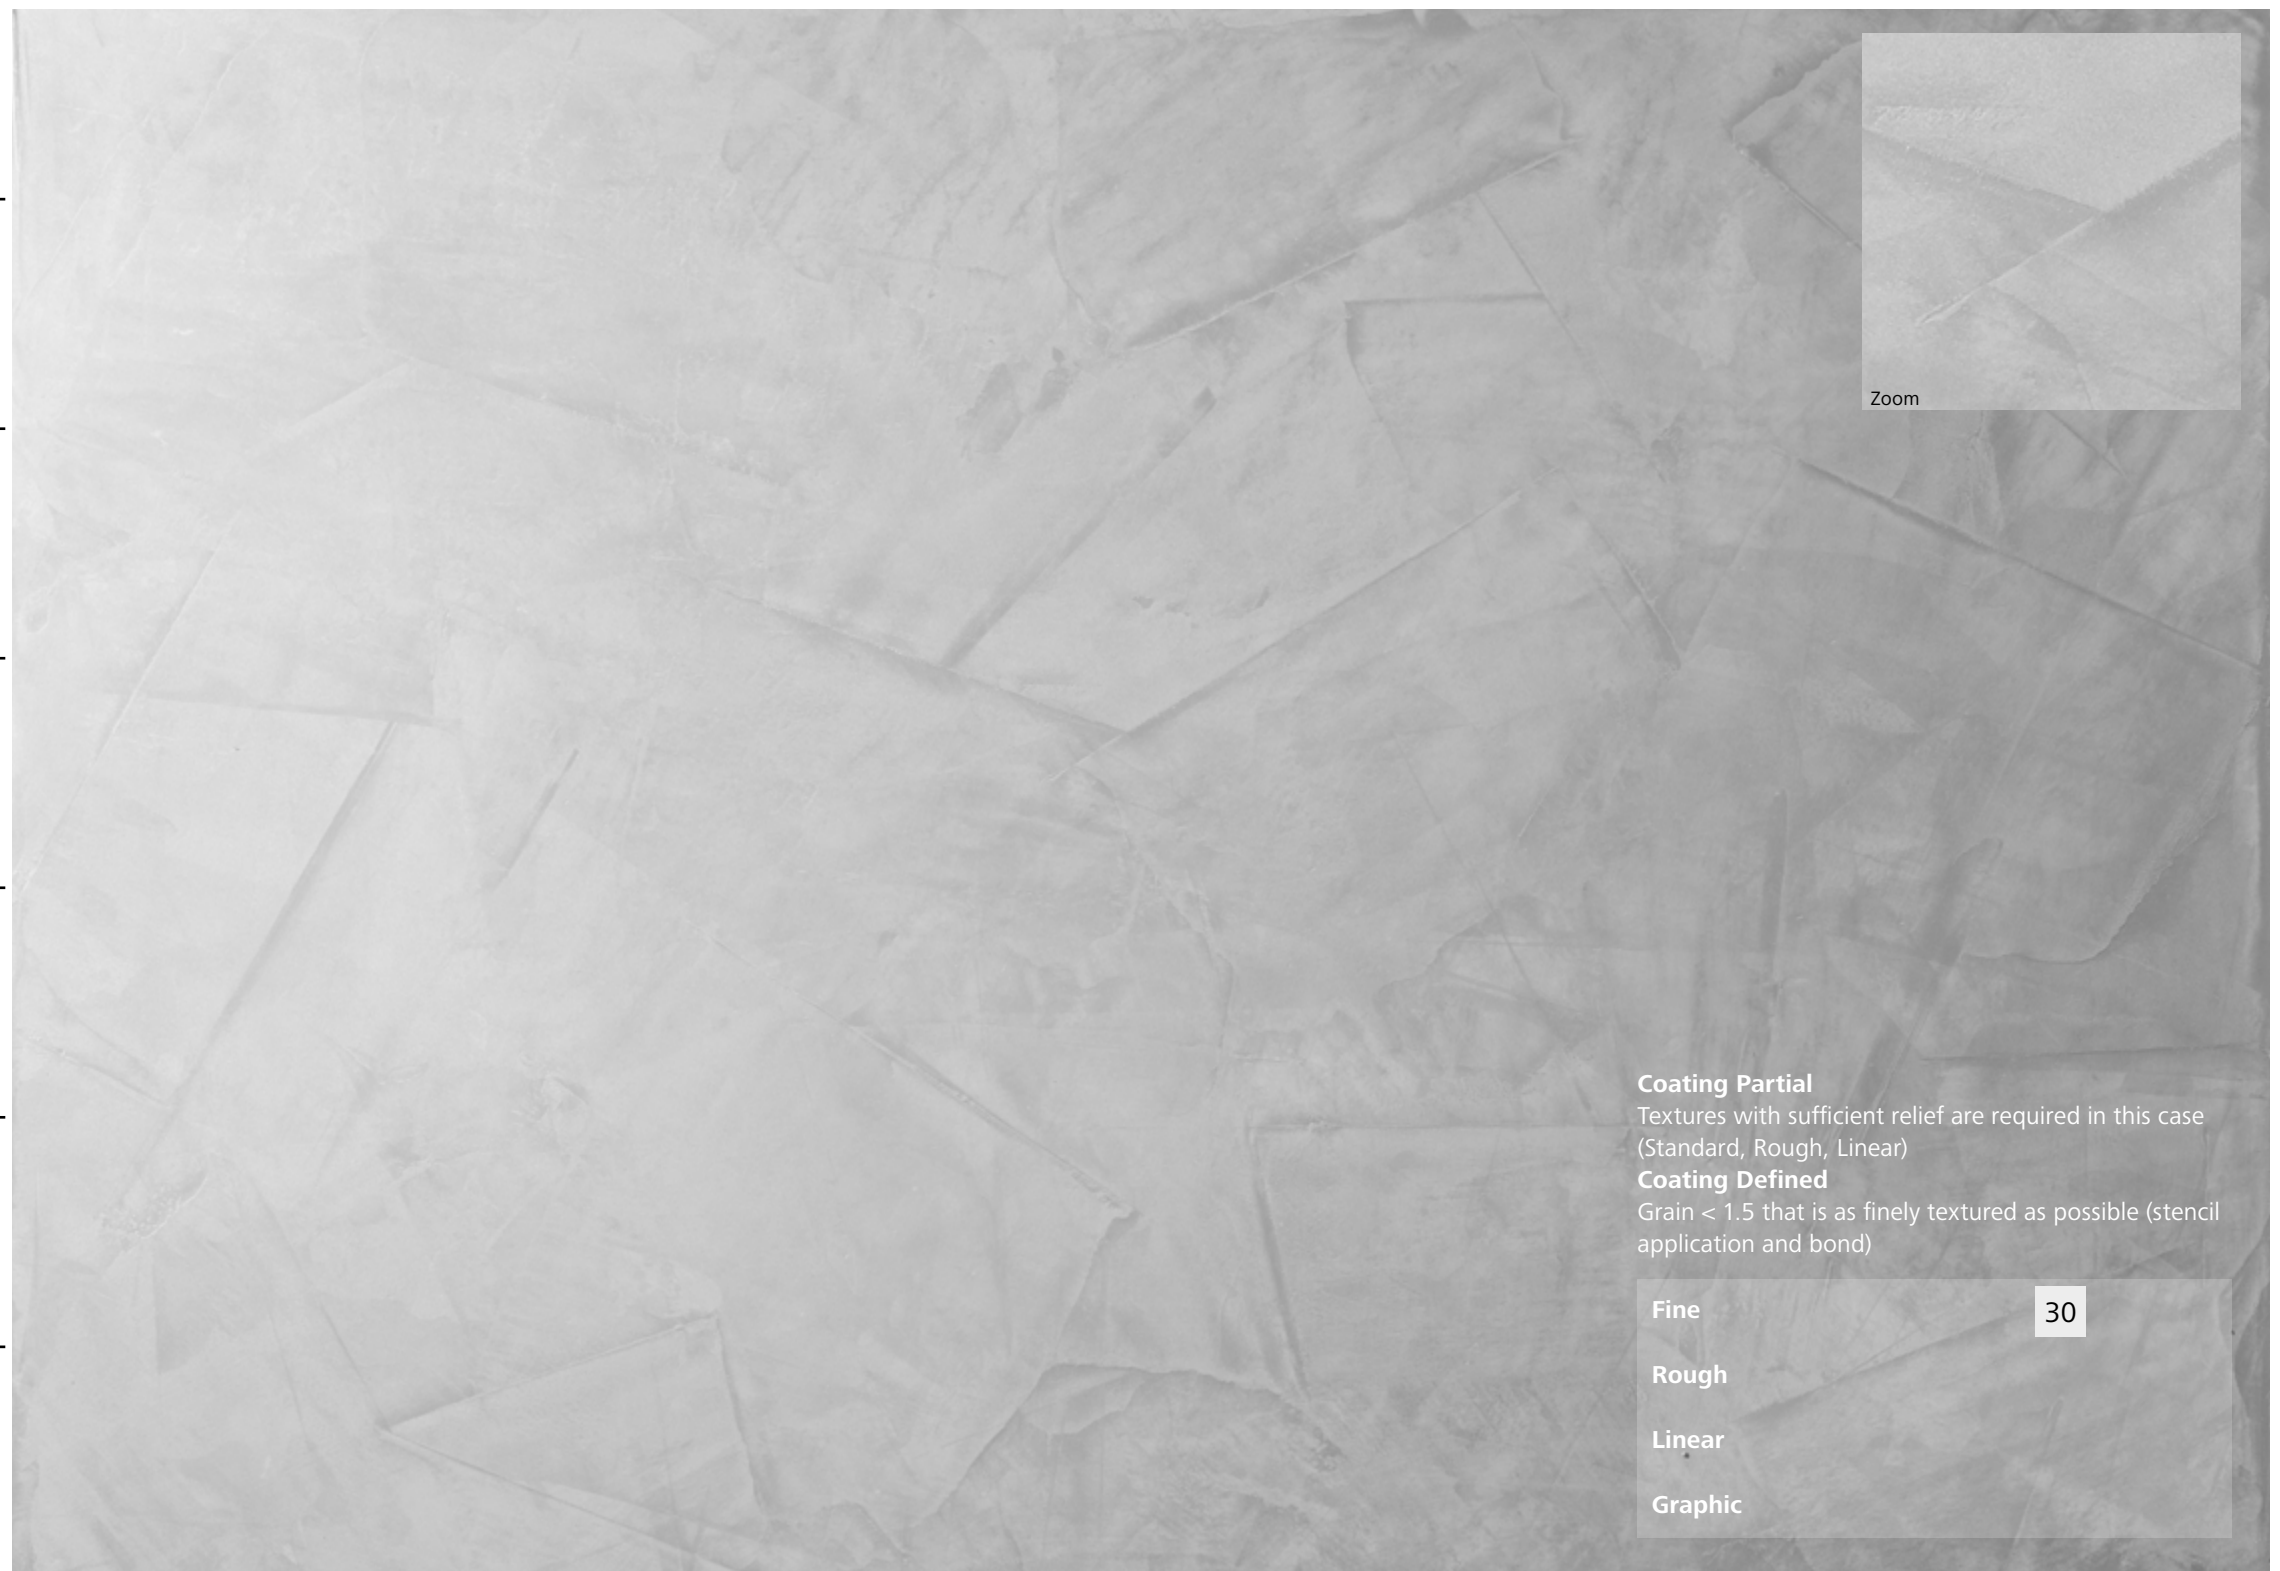 Zoom
Coating Partial
Textures with sufficient relief are required in this case
(Standard, Rough, Linear)
Coating Defined
Grain < 1.5 that is as finely textured as possible (stencil
application and bond)
Fine 30
Rough
Linear
Graphic